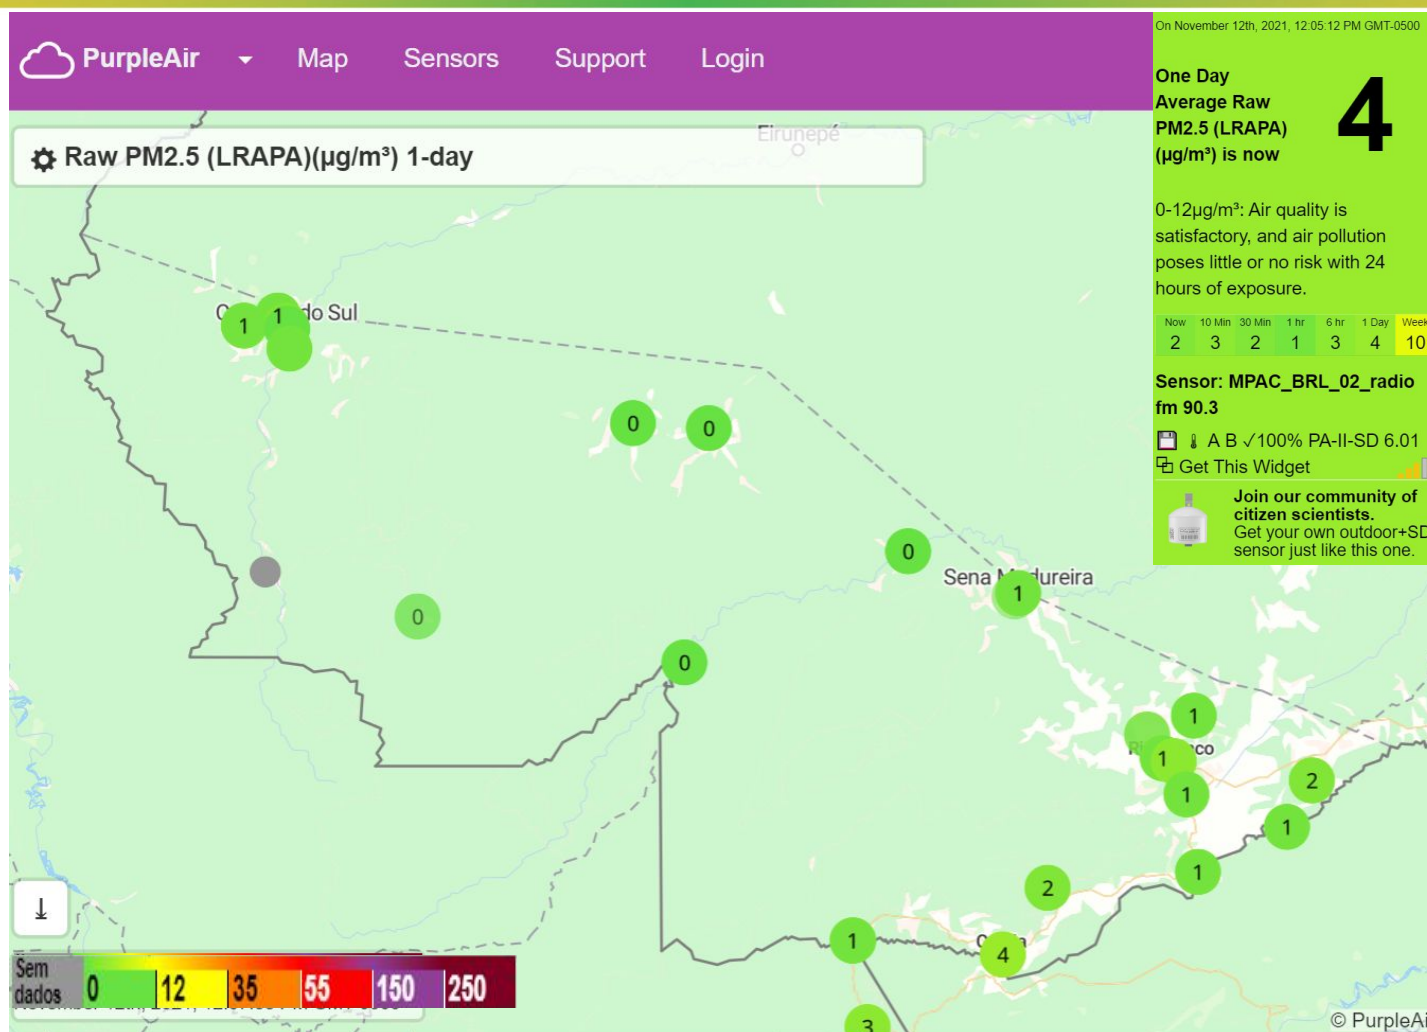 PurpleAir Map Sensors Support Login
Raw PM2.5 (LRAPA)(µg/m³) 1-day
Eirunepé
On November 12th, 2021, 12:05:12 PM GMT-0500
One Day
Average Raw
PM2.5 (LRAPA)
(µg/m³) is now
4
0-12µg/m³: Air quality is
satisfactory, and air pollution
poses little or no risk with 24
hours of exposure.
Now 10 Min 30 Min 1 hr 6 hr 1 Day Week
2 3 2 1 3 4 10
Sensor: MPAC_BRL_02_radio
fm 90.3
A B ✓100% PA-II-SD 6.01
Get This Widget
Join our community of
citizen scientists.
Get your own outdoor+SD
sensor just like this one.
do Sul
1 1
0 0
0
Sena Madureira
1
0
0
1
1
1
2
1
1
2
1
4
3
Sem
dados 0 12 35 55 150 250
© PurpleAi